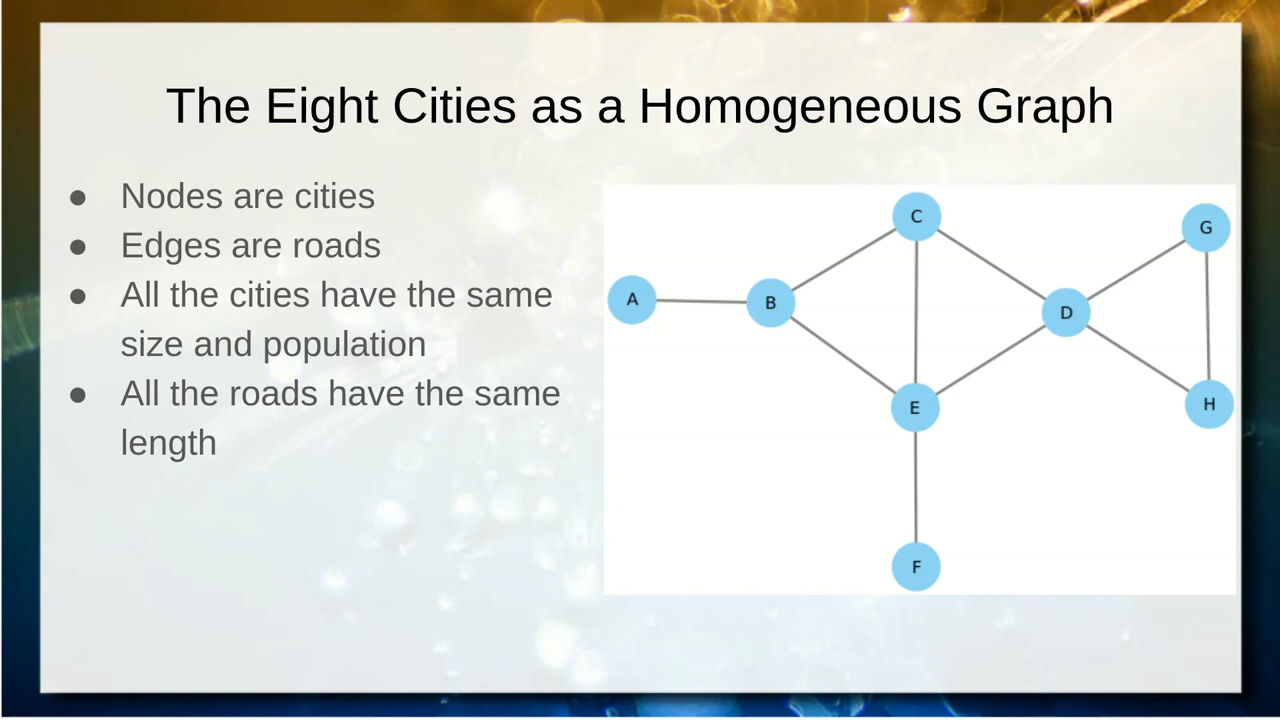 The Eight Cities as a Homogeneous Graph
● Nodes are cities
● Edges are roads
● All the cities have the same
size and population
● All the roads have the same
length
C
G
A
B
D
E
H
F